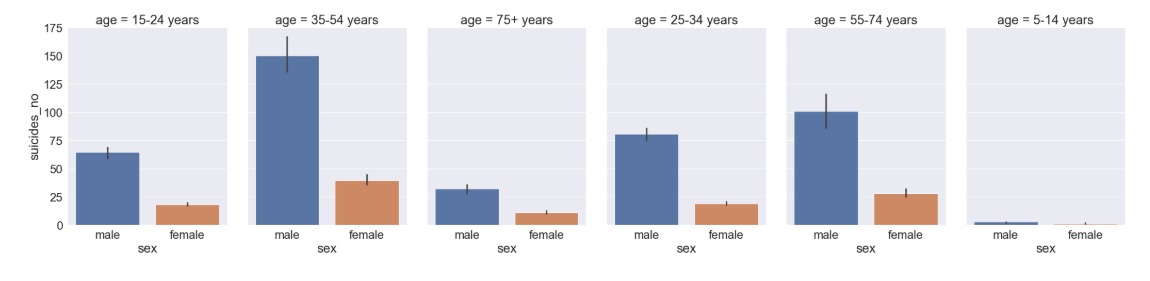 age = 15-24 years age = 35-54 years age = 75+ years age = 25-34 years age = 55-74 years age = 5-14 years
175
150
125
100
75
50
25
0
suicides_no
male female male female male female male female male female male female
sex sex sex sex sex sex